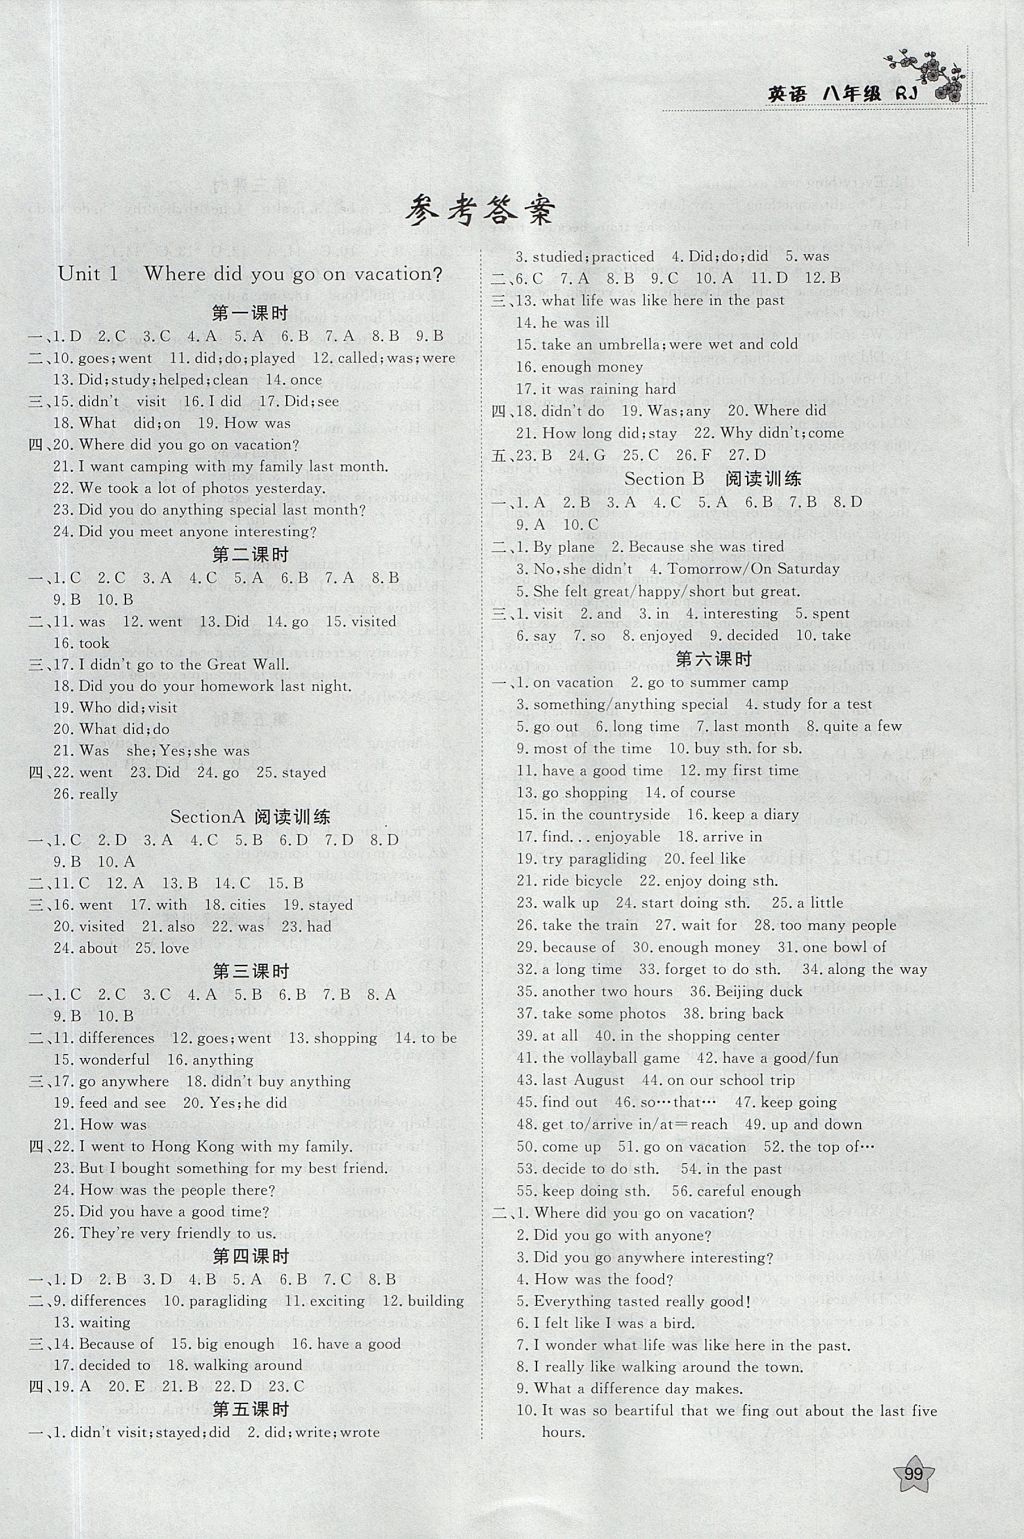 英语 八年级 RJ
参考答案
Unit 1 Where did you go on vacation?
第一课时
一、1. D 2. C 3. C 4. A 5. A 6. B 7. A 8. B 9. B
二、10. goes;went 11. did;do;played 12. called;was;were
13. Did;study;helped;clean 14. once
三、15. didn't visit 16. I did 17. Did;see
18. What did;on 19. How was
四、20. Where did you go on vacation?
21. I want camping with my family last month.
22. We took a lot of photos yesterday.
23. Did you do anything special last month?
24. Did you meet anyone interesting?
第二课时
一、1. C 2. C 3. A 4. C 5. A 6. B 7. C 8. B
9. B 10. B
二、11. was 12. went 13. Did 14. go 15. visited
16. took
三、17. I didn't go to the Great Wall.
18. Did you do your homework last night.
19. Who did;visit
20. What did;do
21. Was she;Yes;she was
四、22. went 23. Did 24. go 25. stayed
26. really
SectionA 阅读训练
一、1. C 2. D 3. A 4. C 5. A 6. B 7. D 8. D
9. B 10. A
二、11. C 12. A 13. B 14. C 15. B
三、16. went 17. with 18. cities 19. stayed
20. visited 21. also 22. was 23. had
24. about 25. love
第三课时
一、1. C 2. C 3. C 4. A 5. B 6. B 7. B 8. A
9. B 10. B
二、11. differences 12. goes;went 13. shopping 14. to be
15. wonderful 16. anything
三、17. go anywhere 18. didn't buy anything
19. feed and see 20. Yes;he did
21. How was
四、22. I went to Hong Kong with my family.
23. But I bought something for my best friend.
24. How was the people there?
25. Did you have a good time?
26. They're very friendly to us.
第四课时
一、1. D 2. B 3. D 4. B 5. D 6. B 7. C 8. B
二、9. differences 10. paragliding 11. exciting 12. building
13. waiting
三、14. Because of 15. big enough 16. have a good
17. decided to 18. walking around
四、19. A 20. E 21. B 22. D 23. C
第五课时
一、1. didn't visit;stayed;did 2. did;write;wrote
3. studied;practiced 4. Did;do;did 5. was
二、6. C 7. A 8. B 9. C 10. A 11. D 12. B
三、13. what life was like here in the past
14. he was ill
15. take an umbrella;were wet and cold
16. enough money
17. it was raining hard
四、18. didn't do 19. Was;any 20. Where did
21. How long did;stay 22. Why didn't;come
五、23. B 24. G 25. C 26. F 27. D
Section B 阅读训练
一、1. A 2. B 3. A 4. C 5. A 6. B 7. B 8. D
9. A 10. C
二、1. By plane 2. Because she was tired
3. No,she didn't 4. Tomorrow/On Saturday
5. She felt great/happy/short but great.
三、1. visit 2. and 3. in 4. interesting 5. spent
6. say 7. so 8. enjoyed 9. decided 10. take
第六课时
一、1. on vacation 2. go to summer camp
3. something/anything special 4. study for a test
5. go out 6. long time 7. last month 8. quite a few
9. most of the time 10. buy sth. for sb.
11. have a good time 12. my first time
13. go shopping 14. of course
15. in the countryside 16. keep a diary
17. find... enjoyable 18. arrive in
19. try paragliding 20. feel like
21. ride bicycle 22. enjoy doing sth.
23. walk up 24. start doing sth. 25. a little
26. take the train 27. wait for 28. too many people
29. because of 30. enough money 31. one bowl of
32. a long time 33. forget to do sth. 34. along the way
35. another two hours 36. Beijing duck
37. take some photos 38. bring back
39. at all 40. in the shopping center
41. the vollayball game 42. have a good/fun
43. last August 44. on our school trip
45. find out 46. so···that··· 47. keep going
48. get to/arrive in/at=reach 49. up and down
50. come up 51. go on vacation 52. the top of···
53. decide to do sth. 54. in the past
55. keep doing sth. 56. careful enough
二、1. Where did you go on vacation?
2. Did you go with anyone?
3. Did you go anywhere interesting?
4. How was the food?
5. Everything tasted really good!
6. I felt like I was a bird.
7. I wonder what life was like here in the past.
8. I really like walking around the town.
9. What a difference day makes.
10. It was so beartiful that we fing out about the last five
hours.
99